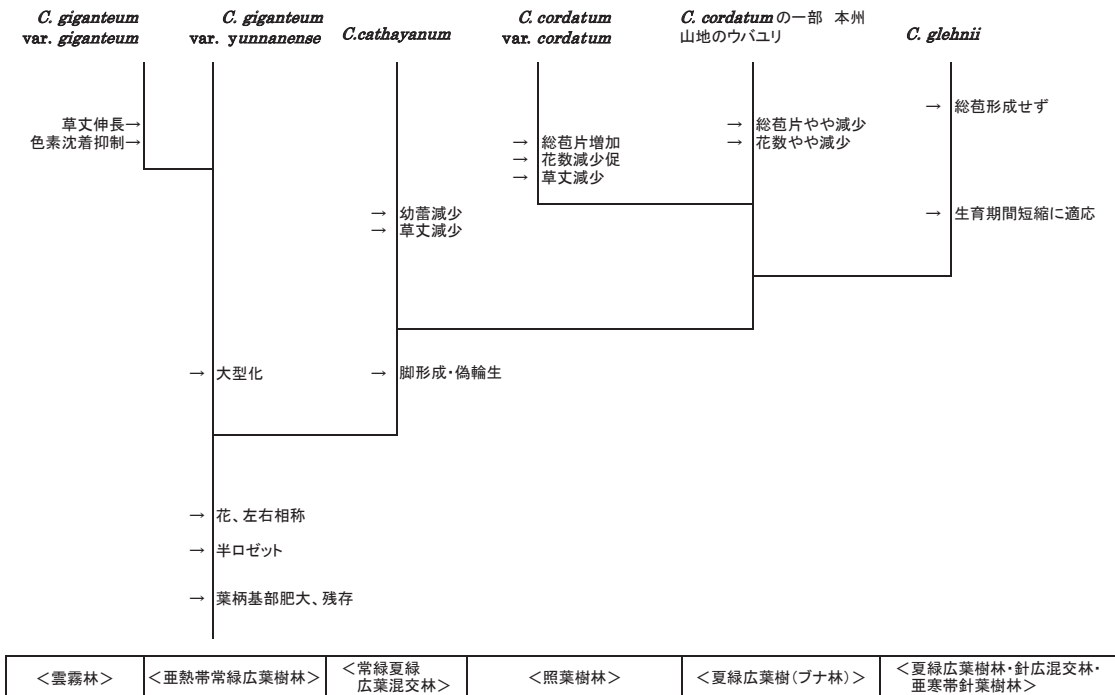 C. giganteum
var. giganteum
C. giganteum
var. yunnanense
C.cathayanum
C. cordatum
var. cordatum
C. cordatumの一部 本州
山地のウバユリ
C. glehnii
草丈伸長→
色素沈着抑制→
→ 幼蕾減少
→ 草丈減少
→ 総苞片増加
→ 花数減少促
→ 草丈減少
→ 総苞片やや減少
→ 花数やや減少
→ 総苞形成せず
→ 生育期間短縮に適応
→ 大型化
→ 脚形成・偽輪生
→ 花、左右相称
→ 半ロゼット
→ 葉柄基部肥大、残存
＜雲霧林＞
＜亜熱帯常緑広葉樹林＞
＜常緑夏緑
広葉混交林＞
＜照葉樹林＞
＜夏緑広葉樹(ブナ林)＞
＜夏緑広葉樹林・針広混交林・
亜寒帯針葉樹林＞